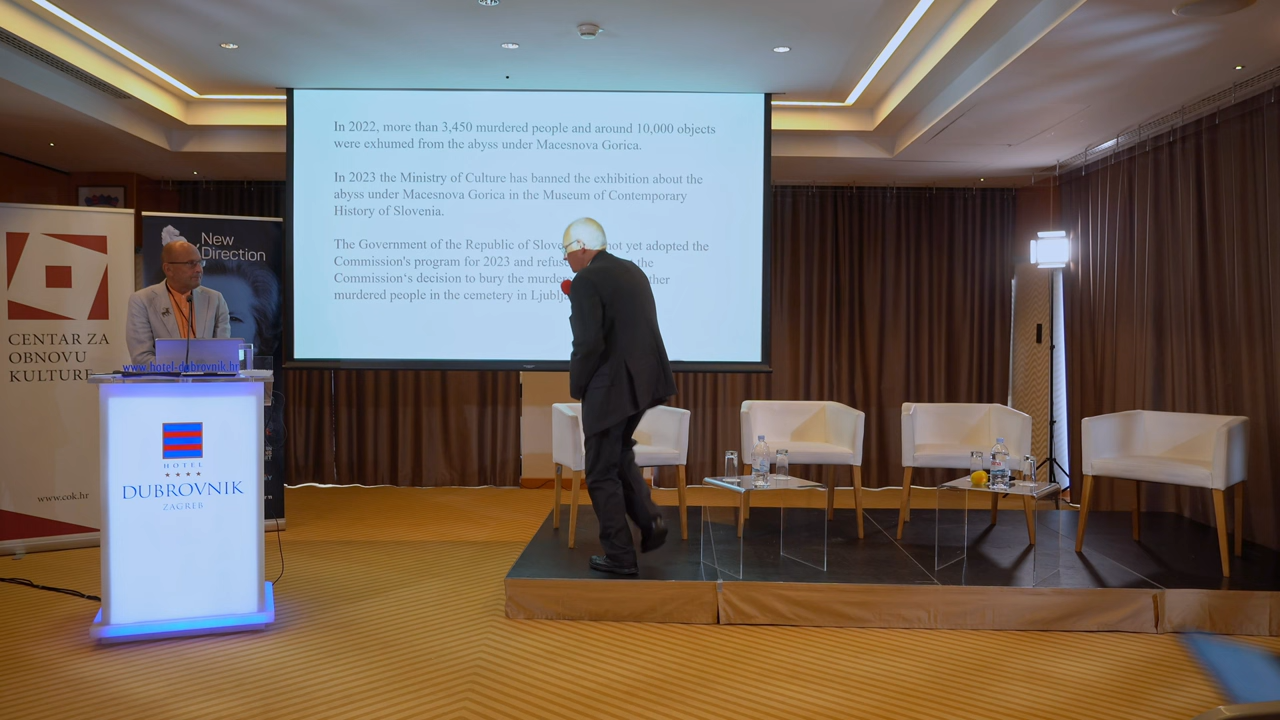 In 2022, more than 3,450 murdered people and around 10,000 objects
were exhumed from the abyss under Macesnova Gorica.
In 2023 the Ministry of Culture has banned the exhibition about the
abyss under Macesnova Gorica in the Museum of Contemporary
History of Slovenia.
The Government of the Republic of Slove not yet adopted the
Commission's program for 2023 and refus the
Commission‘s decision to bury the murder ther
murdered people in the cemetery in Ljublj
New
Direction
CENTAR ZA
OBNOVU
KULTURE
www.cok.hr
www.hotel-dubrovnik.hr
HOTEL
DUBROVNIK
ZAGREB